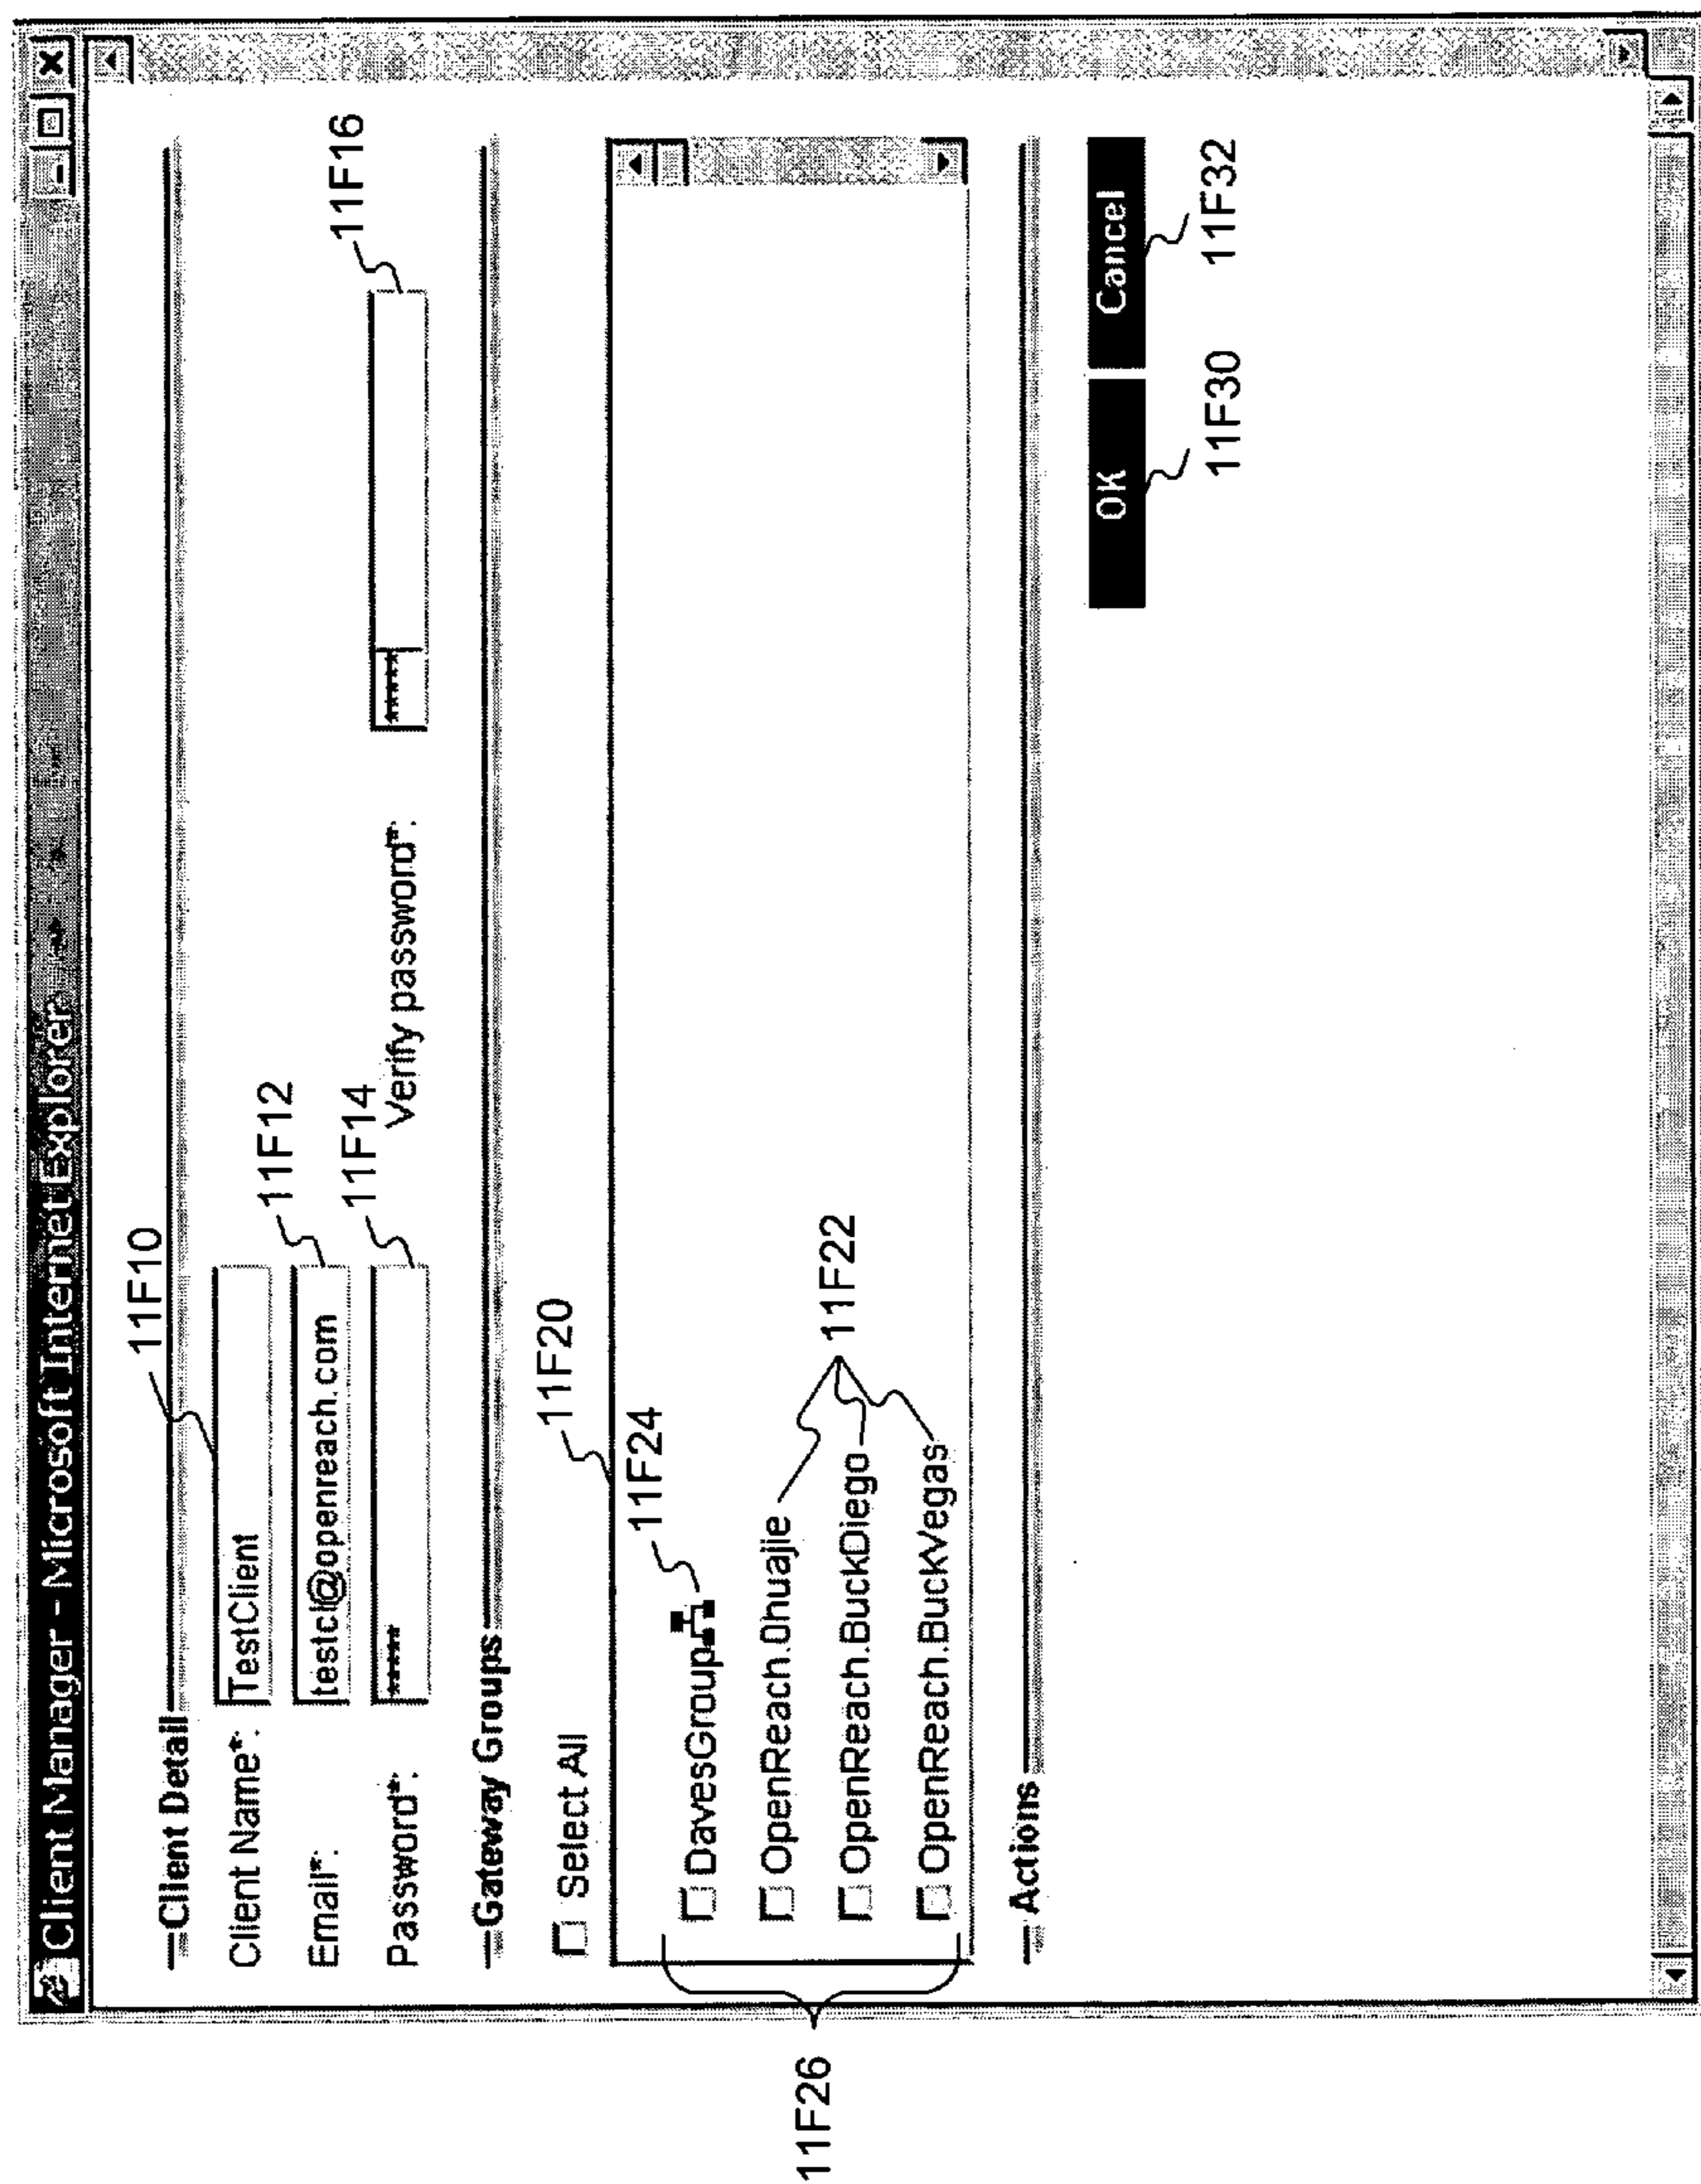 Client Manager - Microsoft Internet Explorer
11F10
Client Detail
Client Name*: TestClient
11F12
Email*: testcl@openreach.com
11F14
11F16
Password*: ***** Verify password*: *****
Gateway Groups
11F20
Select All
11F24
DavesGroup
OpenReach.0huajie
11F22
OpenReach.BuckDiego
OpenReach.BuckVegas
11F26
Actions
OK Cancel
11F30 11F32